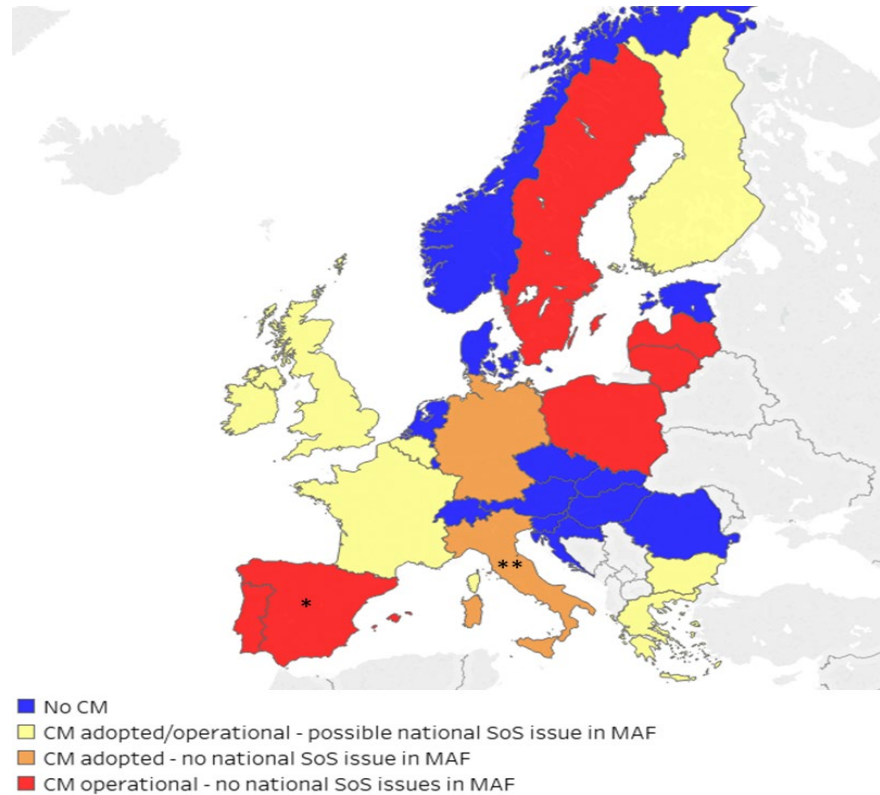 **
*
No CM
CM adopted/operational - possible national SoS issue in MAF
CM adopted - no national SoS issue in MAF
CM operational - no national SoS issues in MAF